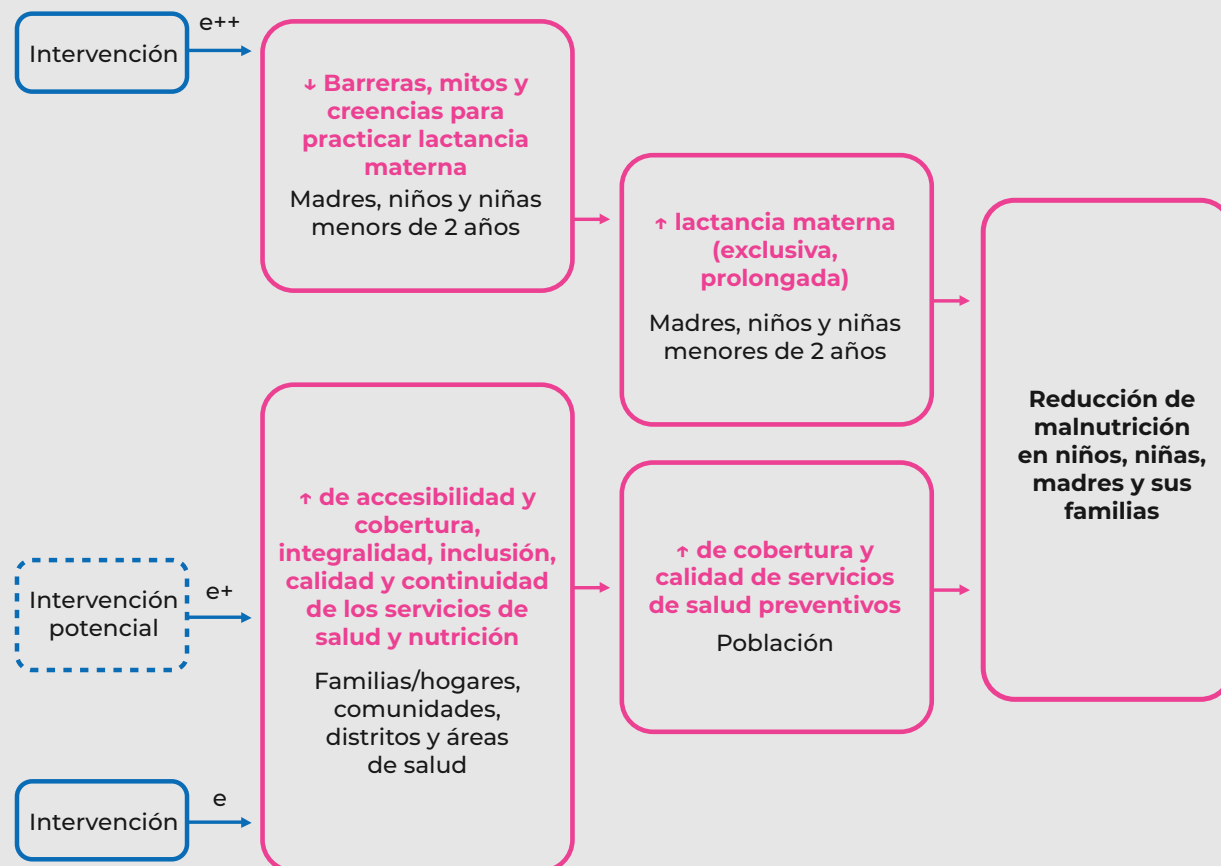 Intervención
e++
↓ Barreras, mitos y
creencias para
practicar lactancia
materna
Madres, niños y niñas
menors de 2 años
↑ lactancia materna
(exclusiva,
prolongada)
Madres, niños y niñas
menores de 2 años
Intervención
potencial
e+
Intervención
e
↑ de accesibilidad y
cobertura,
integralidad, inclusión,
calidad y continuidad
de los servicios de
salud y nutrición
Familias/hogares,
comunidades,
distritos y áreas
de salud
↑ de cobertura y
calidad de servicios
de salud preventivos
Población
Reducción de
malnutrición
en niños, niñas,
madres y sus
familias